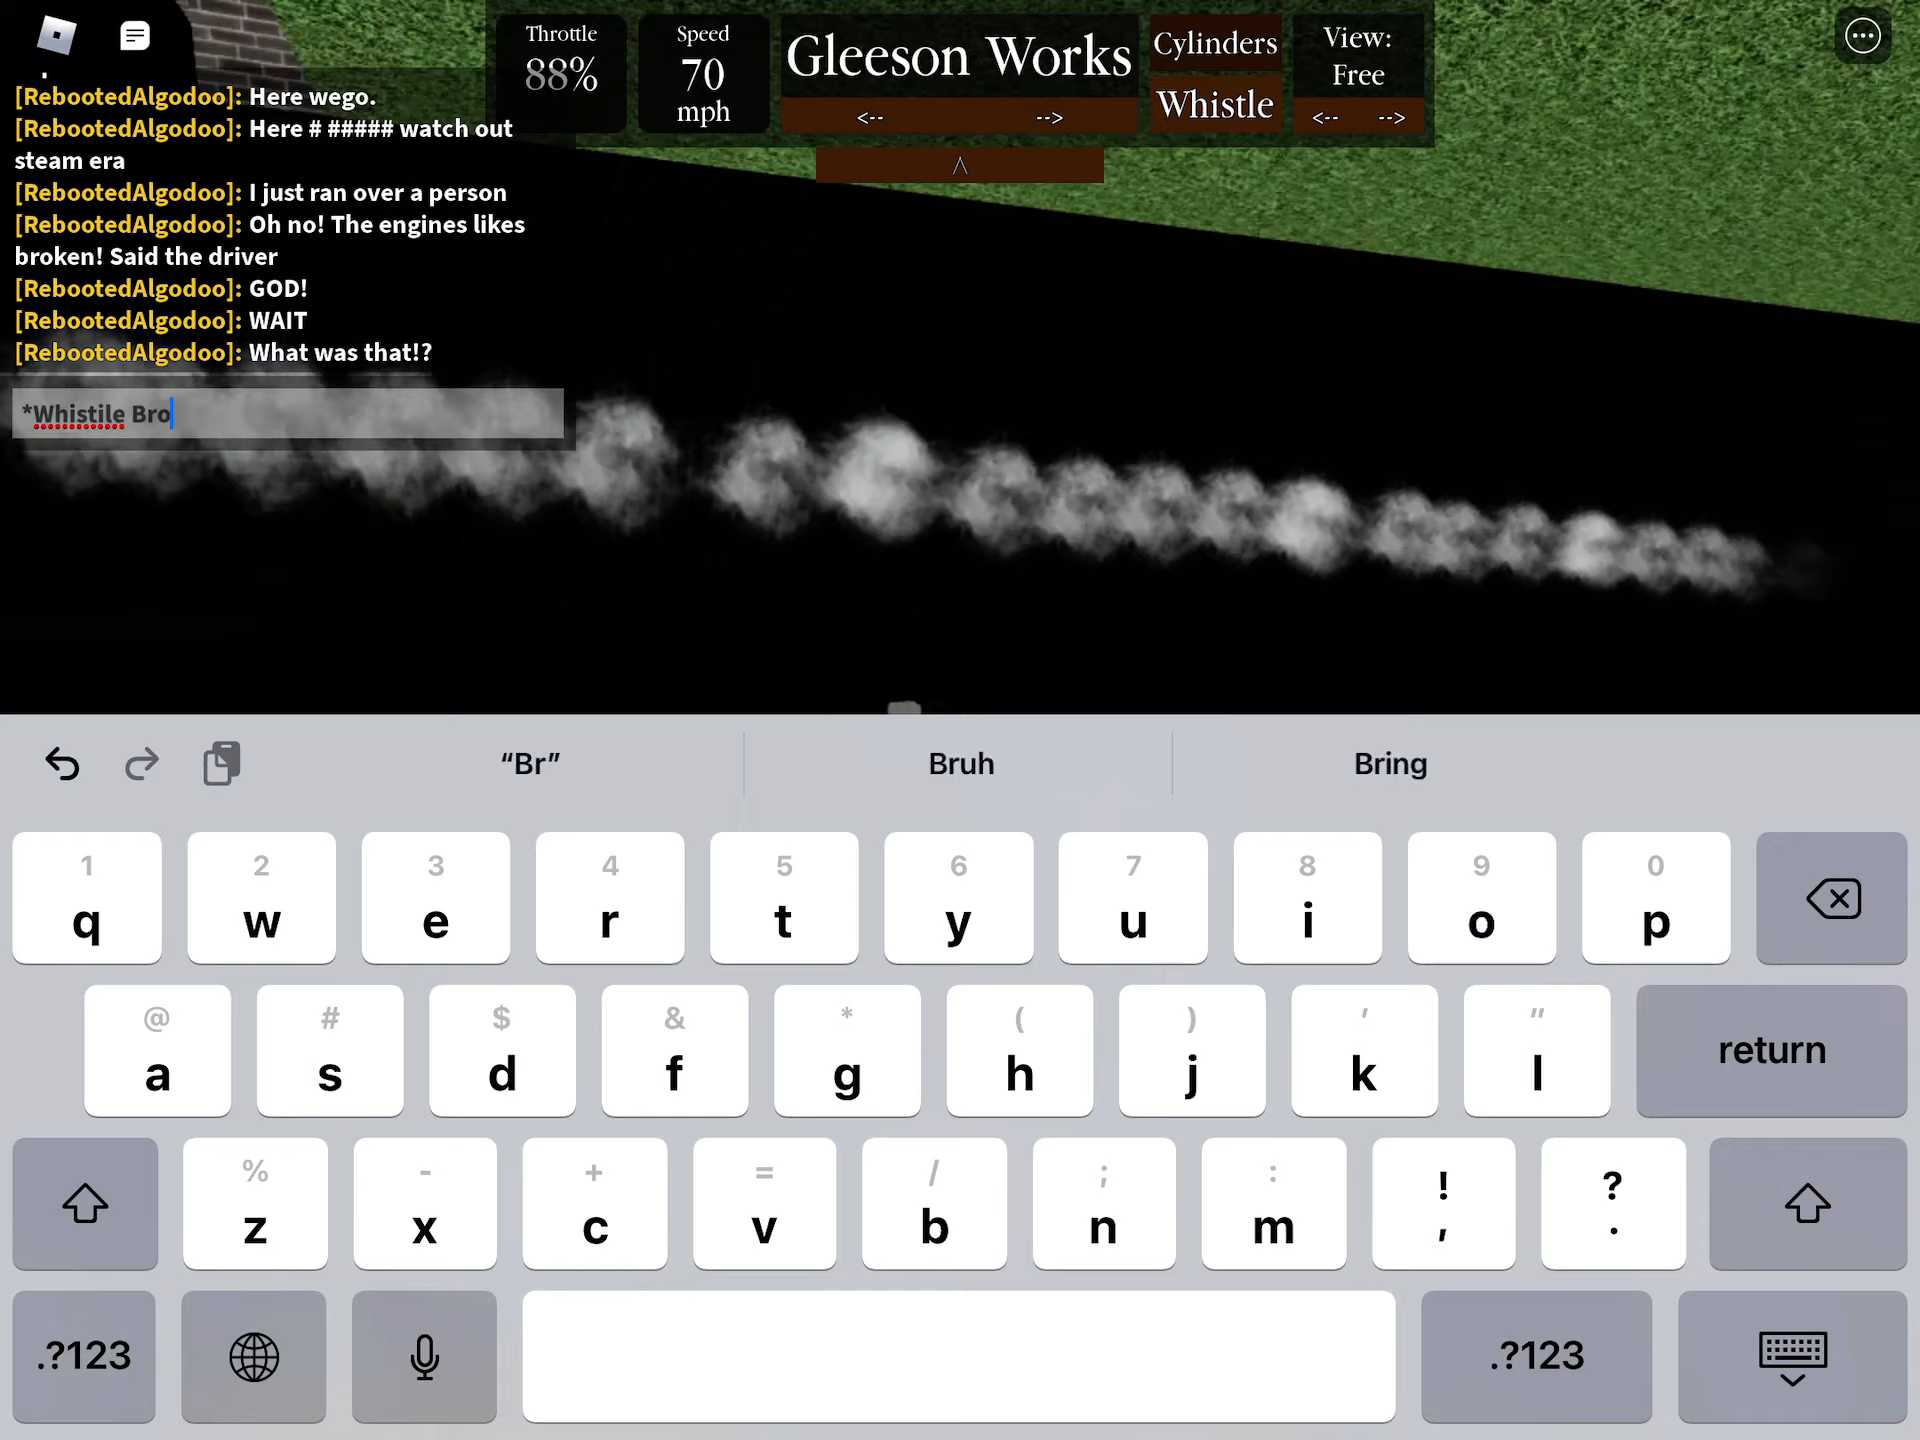 Throttle
88%
Speed
70
mph
Gleeson Works
<-- -->
Cylinders
Whistle
View:
Free
<-- -->
^
[RebootedAlgodoo]: Here wego.
[RebootedAlgodoo]: Here # ##### watch out
steam era
[RebootedAlgodoo]: I just ran over a person
[RebootedAlgodoo]: Oh no! The engines likes
broken! Said the driver
[RebootedAlgodoo]: GOD!
[RebootedAlgodoo]: WAIT
[RebootedAlgodoo]: What was that!?
*Whistile Bro
“Br” Bruh Bring
1 2 3 4 5 6 7 8 9 0
q w e r t y u i o p
@ # $ & * ( ) ' "
a s d f g h j k l return
% - + = / ; : ! ?
z x c v b n m , .
.?123 .?123